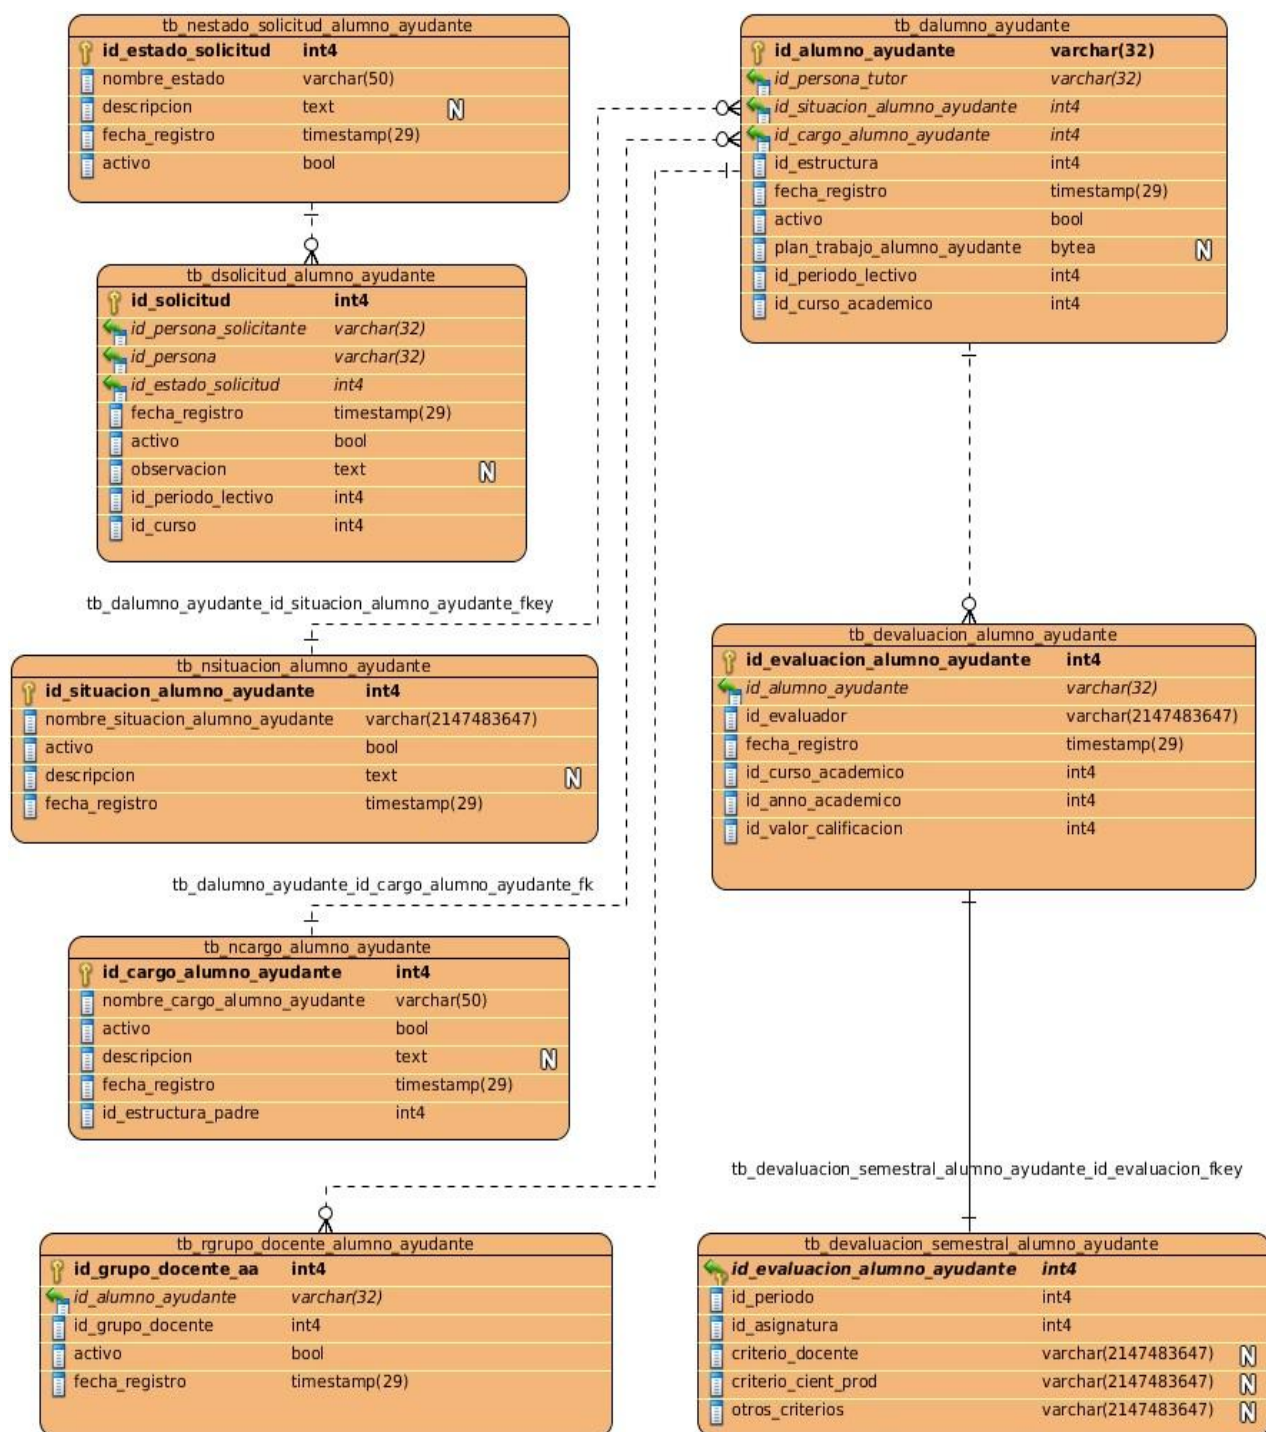 tb_nestado_solicitud_alumno_ayudante
id_estado_solicitud int4
nombre_estado varchar(50)
descripcion text N
fecha_registro timestamp(29)
activo bool
tb_dsolicitud_alumno_ayudante
id_solicitud int4
id_persona_solicitante varchar(32)
id_persona varchar(32)
id_estado_solicitud int4
fecha_registro timestamp(29)
activo bool
observacion text N
id_periodo_lectivo int4
id_curso int4
tb_dalumno_ayudante_id_situacion_alumno_ayudante_fkey
tb_nsituacion_alumno_ayudante
id_situacion_alumno_ayudante int4
nombre_situacion_alumno_ayudante varchar(2147483647)
activo bool
descripcion text N
fecha_registro timestamp(29)
tb_dalumno_ayudante_id_cargo_alumno_ayudante_fk
tb_ncargo_alumno_ayudante
id_cargo_alumno_ayudante int4
nombre_cargo_alumno_ayudante varchar(50)
activo bool
descripcion text N
fecha_registro timestamp(29)
id_estructura_padre int4
tb_rgrupo_docente_alumno_ayudante
id_grupo_docente_aa int4
id_alumno_ayudante varchar(32)
id_grupo_docente int4
activo bool
fecha_registro timestamp(29)
tb_dalumno_ayudante
id_alumno_ayudante varchar(32)
id_persona_tutor varchar(32)
id_situacion_alumno_ayudante int4
id_cargo_alumno_ayudante int4
id_estructura int4
fecha_registro timestamp(29)
activo bool
plan_trabajo_alumno_ayudante bytea N
id_periodo_lectivo int4
id_curso_academico int4
tb_devaluacion_alumno_ayudante
id_evaluacion_alumno_ayudante int4
id_alumno_ayudante varchar(32)
id_evaluador varchar(2147483647)
fecha_registro timestamp(29)
id_curso_academico int4
id_anno_academico int4
id_valor_calificacion int4
tb_devaluacion_semestral_alumno_ayudante_id_evaluacion_fkey
tb_devaluacion_semestral_alumno_ayudante
id_evaluacion_alumno_ayudante int4
id_periodo int4
id_asignatura int4
criterio_docente varchar(2147483647) N
criterio_cient_prod varchar(2147483647) N
otros_criterios varchar(2147483647) N